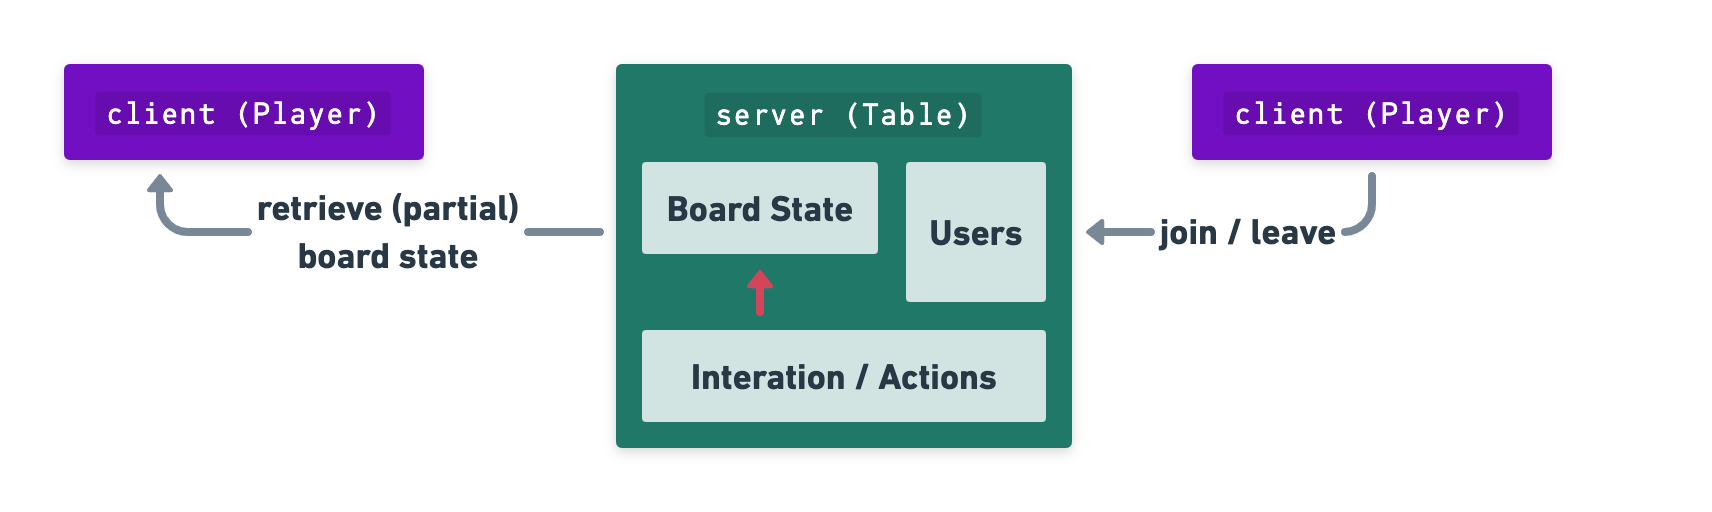 client (Player)
server (Table)
client (Player)
retrieve (partial)
board state
Board State
Users
join / leave
Interation / Actions